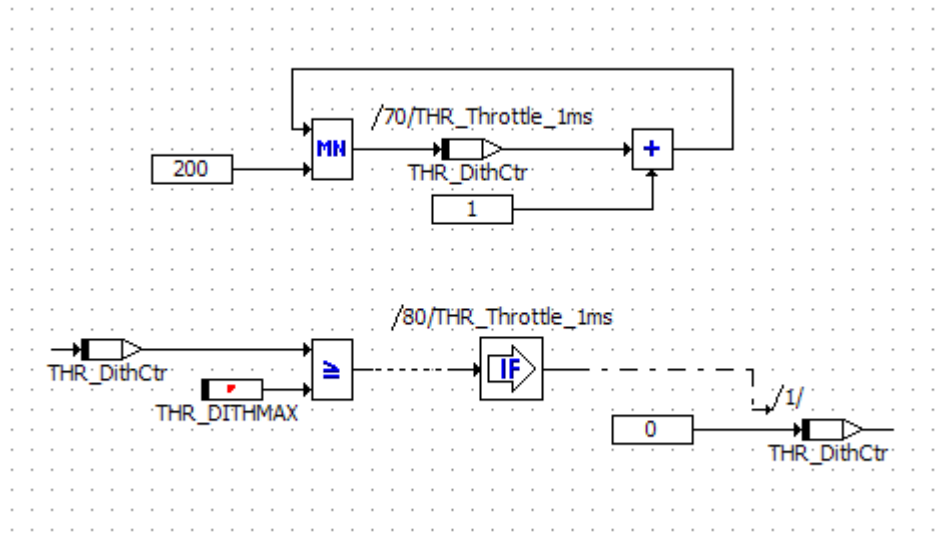 /70/THR_Throttle_1ms
MN
+
200
THR_DithCtr
1
/80/THR_Throttle_1ms
≥
IF
THR_DithCtr
P
THR_DITHMAX
/1/
0
THR_DithCtr